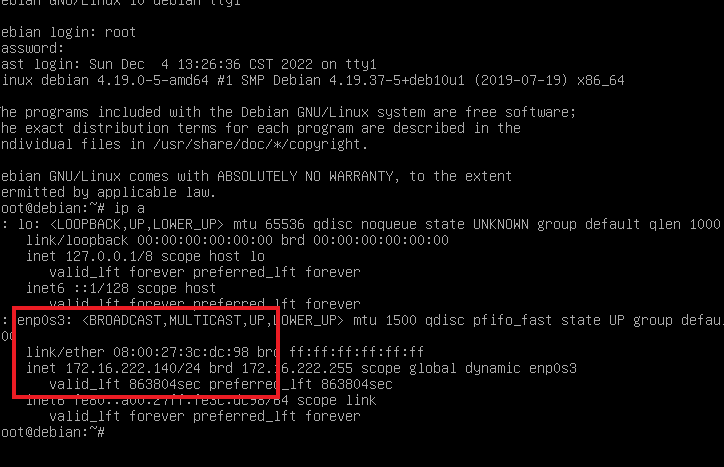 ebian GNU/Linux 10 debian tty1
ebian login: root
assword:
ast login: Sun Dec  4 13:26:36 CST 2022 on tty1
inux debian 4.19.0-5-amd64 #1 SMP Debian 4.19.37-5+deb10u1 (2019-07-19) x86_64
he programs included with the Debian GNU/Linux system are free software;
he exact distribution terms for each program are described in the
ndividual files in /usr/share/doc/*/copyright.
ebian GNU/Linux comes with ABSOLUTELY NO WARRANTY, to the extent
ermitted by applicable law.
oot@debian:~# ip a
: lo: <LOOPBACK,UP,LOWER_UP> mtu 65536 qdisc noqueue state UNKNOWN group default qlen 1000
link/loopback 00:00:00:00:00:00 brd 00:00:00:00:00:00
inet 127.0.0.1/8 scope host lo
valid_lft forever preferred_lft forever
inet6 ::1/128 scope host
valid_lft forever preferred_lft forever
: enp0s3: <BROADCAST,MULTICAST,UP,LOWER_UP> mtu 1500 qdisc pfifo_fast state UP group defau
00
link/ether 08:00:27:3c:dc:98 brd ff:ff:ff:ff:ff:ff
inet 172.16.222.140/24 brd 172.16.222.255 scope global dynamic enp0s3
valid_lft 863804sec preferred_lft 863804sec
inet6 fe80::a00:27ff:fe3c:dc98/64 scope link
valid_lft forever preferred_lft forever
oot@debian:~#